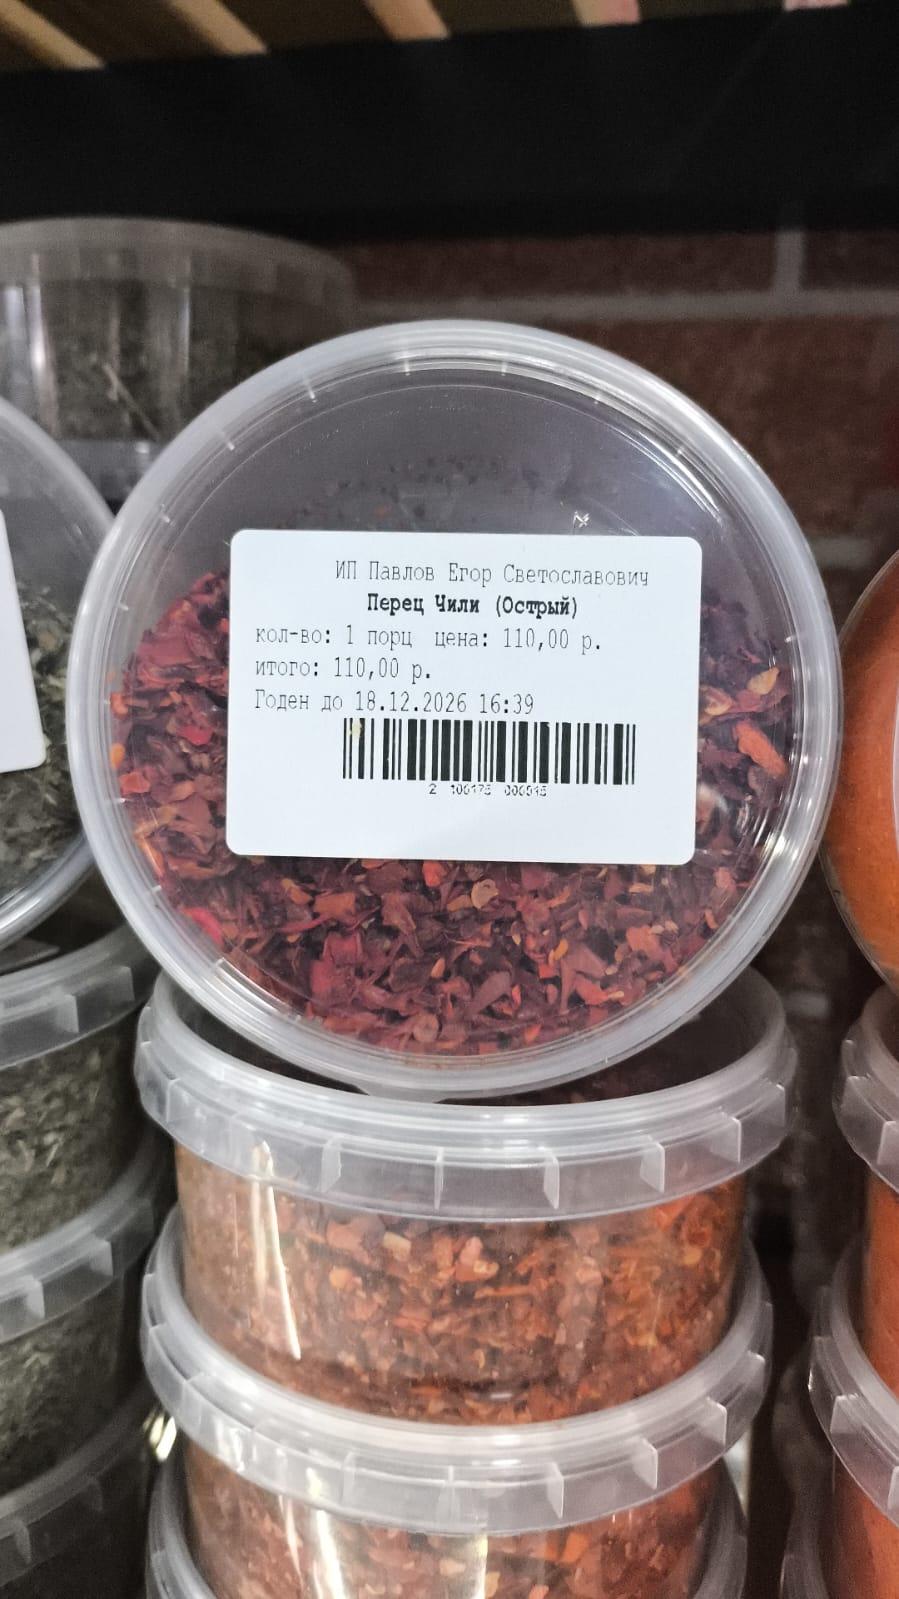 ИП Павлов Егор Светославович
Перец Чили (Острый)
кол-во: 1 порц цена: 110,00 р.
итого: 110,00 р.
Годен до 18.12.2026 16:39